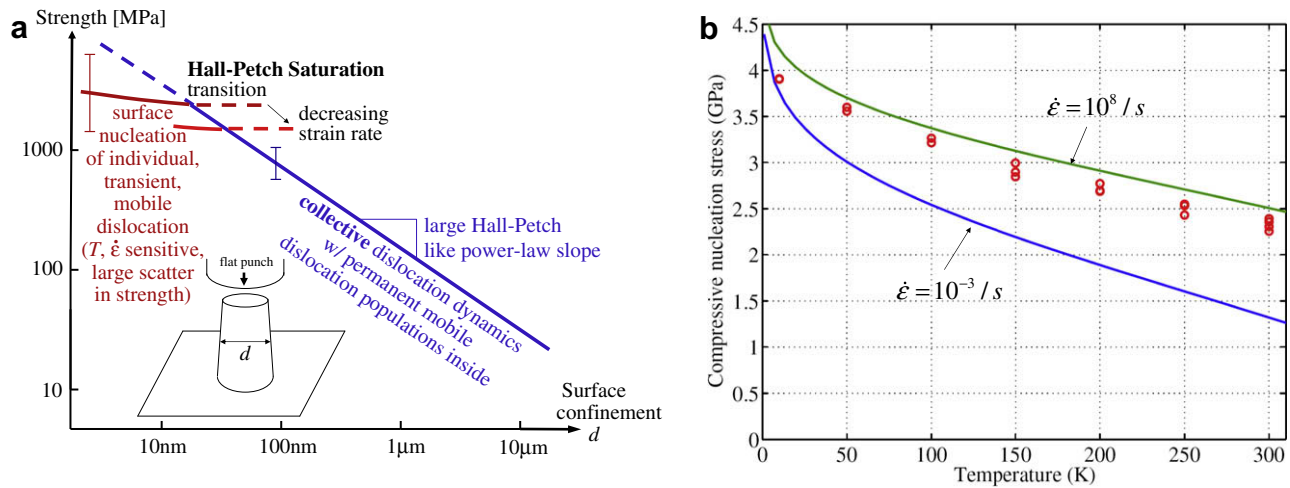 a
Strength [MPa]
1000
100
10
10nm
100nm
1μm
10μm
Surface
confinement
d
Hall-Petch Saturation
transition
decreasing
strain rate
surface
nucleation
of individual,
transient,
mobile
dislocation
(T, ε̇ sensitive,
large scatter
in strength)
large Hall-Petch
like power-law slope
collective dislocation dynamics
w/ permanent mobile
dislocation populations inside
flat punch
d
b
Compressive nucleation stress (GPa)
4.5
4
3.5
3
2.5
2
1.5
1
0.5
0
0
50
100
150
200
250
300
Temperature (K)
ε̇ = 10⁸ / s
ε̇ = 10⁻³ / s